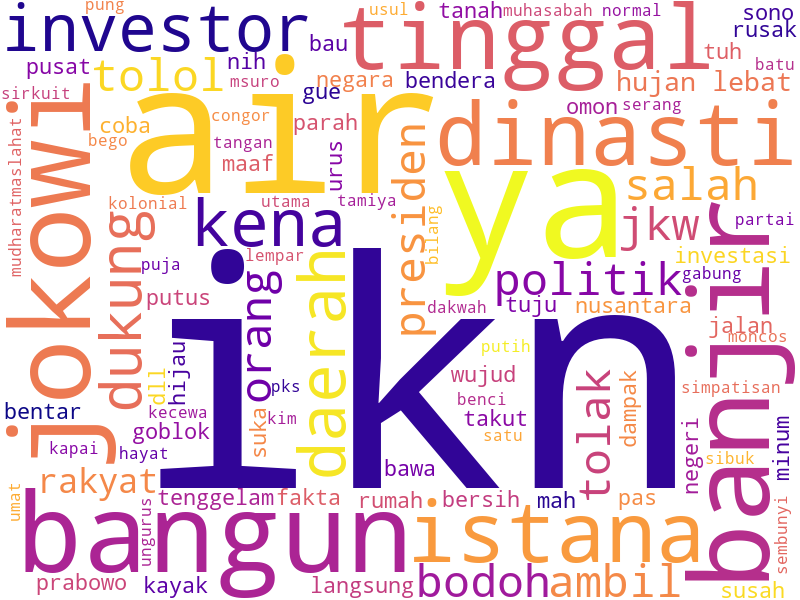 pung
usul
tanah
muhasabah
normal
sono
investor
bau
tinggal
rusak
pusat
tolol
nih
msuro
negara
bendera
tuh
batu
hujan lebat
sirkuit
gue
air
congor
omon
serang
coba
parah
dinasti
bego
tangan
urus
maaf
presiden
mudharatmaslahat
jokowi
kolonial
utama
tamiya
ya
salah
kena
bilang
jkw
partai
dukung
puja
lempar
daerah
orang
politik
investasi
gabung
putus
dakwah
tuju
nusantara
banjir
jalan
moncos
ikn
hijau
dll
putih
wujud
simpatisan
pks
benci
tolak
dampak
bentar
kecewa
kim
suka
takut
satu
goblok
negeri
minum
kapai
hayat
bawa
sibuk
rakyat
umat
tenggelam
fakta
rumah
bersih
mah
pas
ungurus
bangun
istana
sembunyi
prabowo
kayak
langsung
bodoh
ambil
susah